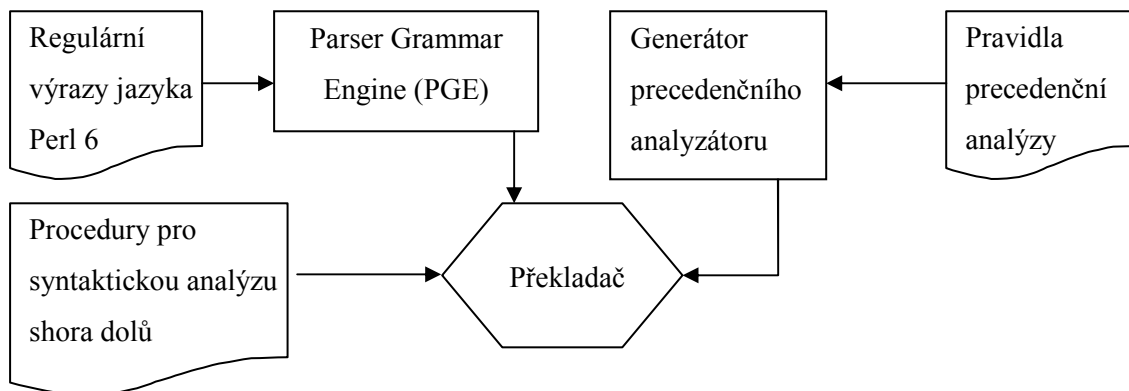 Regulární
výrazy jazyka
Perl 6
Parser Grammar
Engine (PGE)
Generátor
precedenčního
analyzátoru
Pravidla
precedenční
analýzy
Procedury pro
syntaktickou analýzu
shora dolů
Překladač